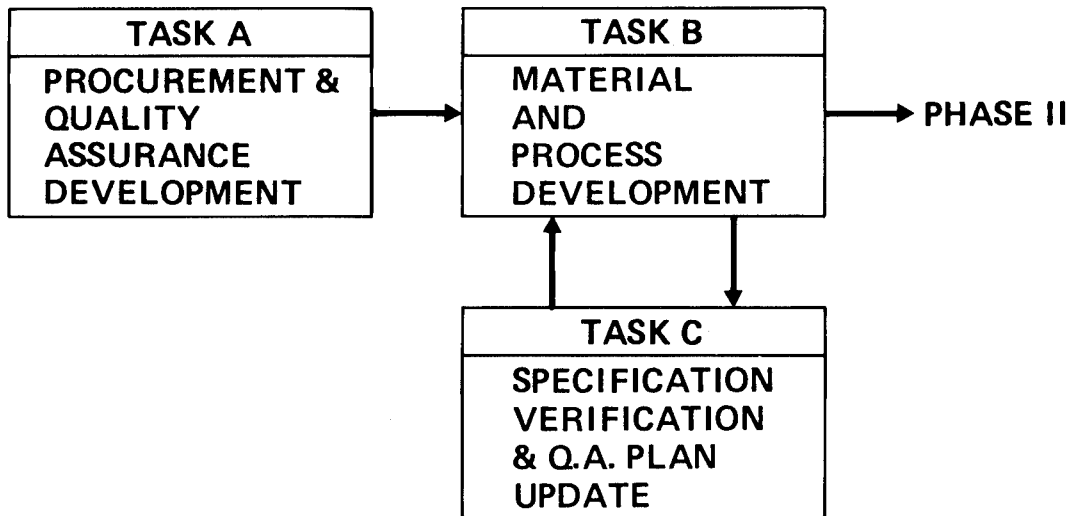 TASK A
PROCUREMENT &
QUALITY
ASSURANCE
DEVELOPMENT
TASK B
MATERIAL
AND
PROCESS
DEVELOPMENT
PHASE II
TASK C
SPECIFICATION
VERIFICATION
& Q.A. PLAN
UPDATE